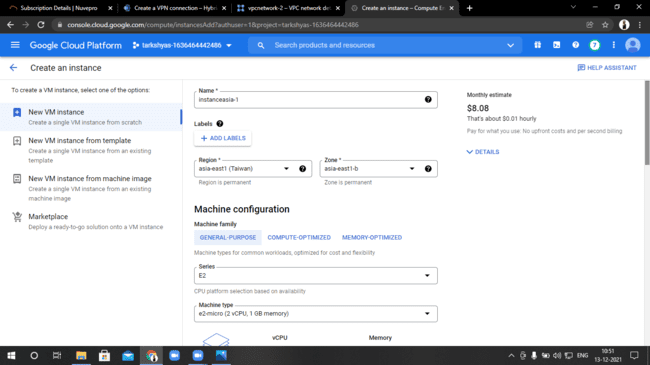 Subscription Details | Nuvepro
Create a VPN connection – Hybri
vpcnetwork-2 – VPC network de
Create an instance – Compute E
console.cloud.google.com/compute/instancesAdd?authuser=1&project=tarkshyas-1636464442486
Google Cloud Platform
tarkshyas-1636464442486
Search products and resources
7
Create an instance
HELP ASSISTANT
To create a VM instance, select one of the options:
New VM instance
Create a single VM instance from scratch
New VM instance from template
Create a single VM instance from an existing
template
New VM instance from machine image
Create a single VM instance from an existing
machine image
Marketplace
Deploy a ready-to-go solution onto a VM instance
Name *
instanceasia-1
Labels
+ ADD LABELS
Region *
asia-east1 (Taiwan)
Region is permanent
Zone *
asia-east1-b
Zone is permanent
Machine configuration
Machine family
GENERAL-PURPOSE
COMPUTE-OPTIMIZED
MEMORY-OPTIMIZED
Machine types for common workloads, optimized for cost and flexibility
Series
E2
CPU platform selection based on availability
Machine type
e2-micro (2 vCPU, 1 GB memory)
vCPU
Memory
Monthly estimate
$8.08
That's about $0.01 hourly
Pay for what you use: No upfront costs and per second billing
DETAILS
ENG
10:51
13-12-2021